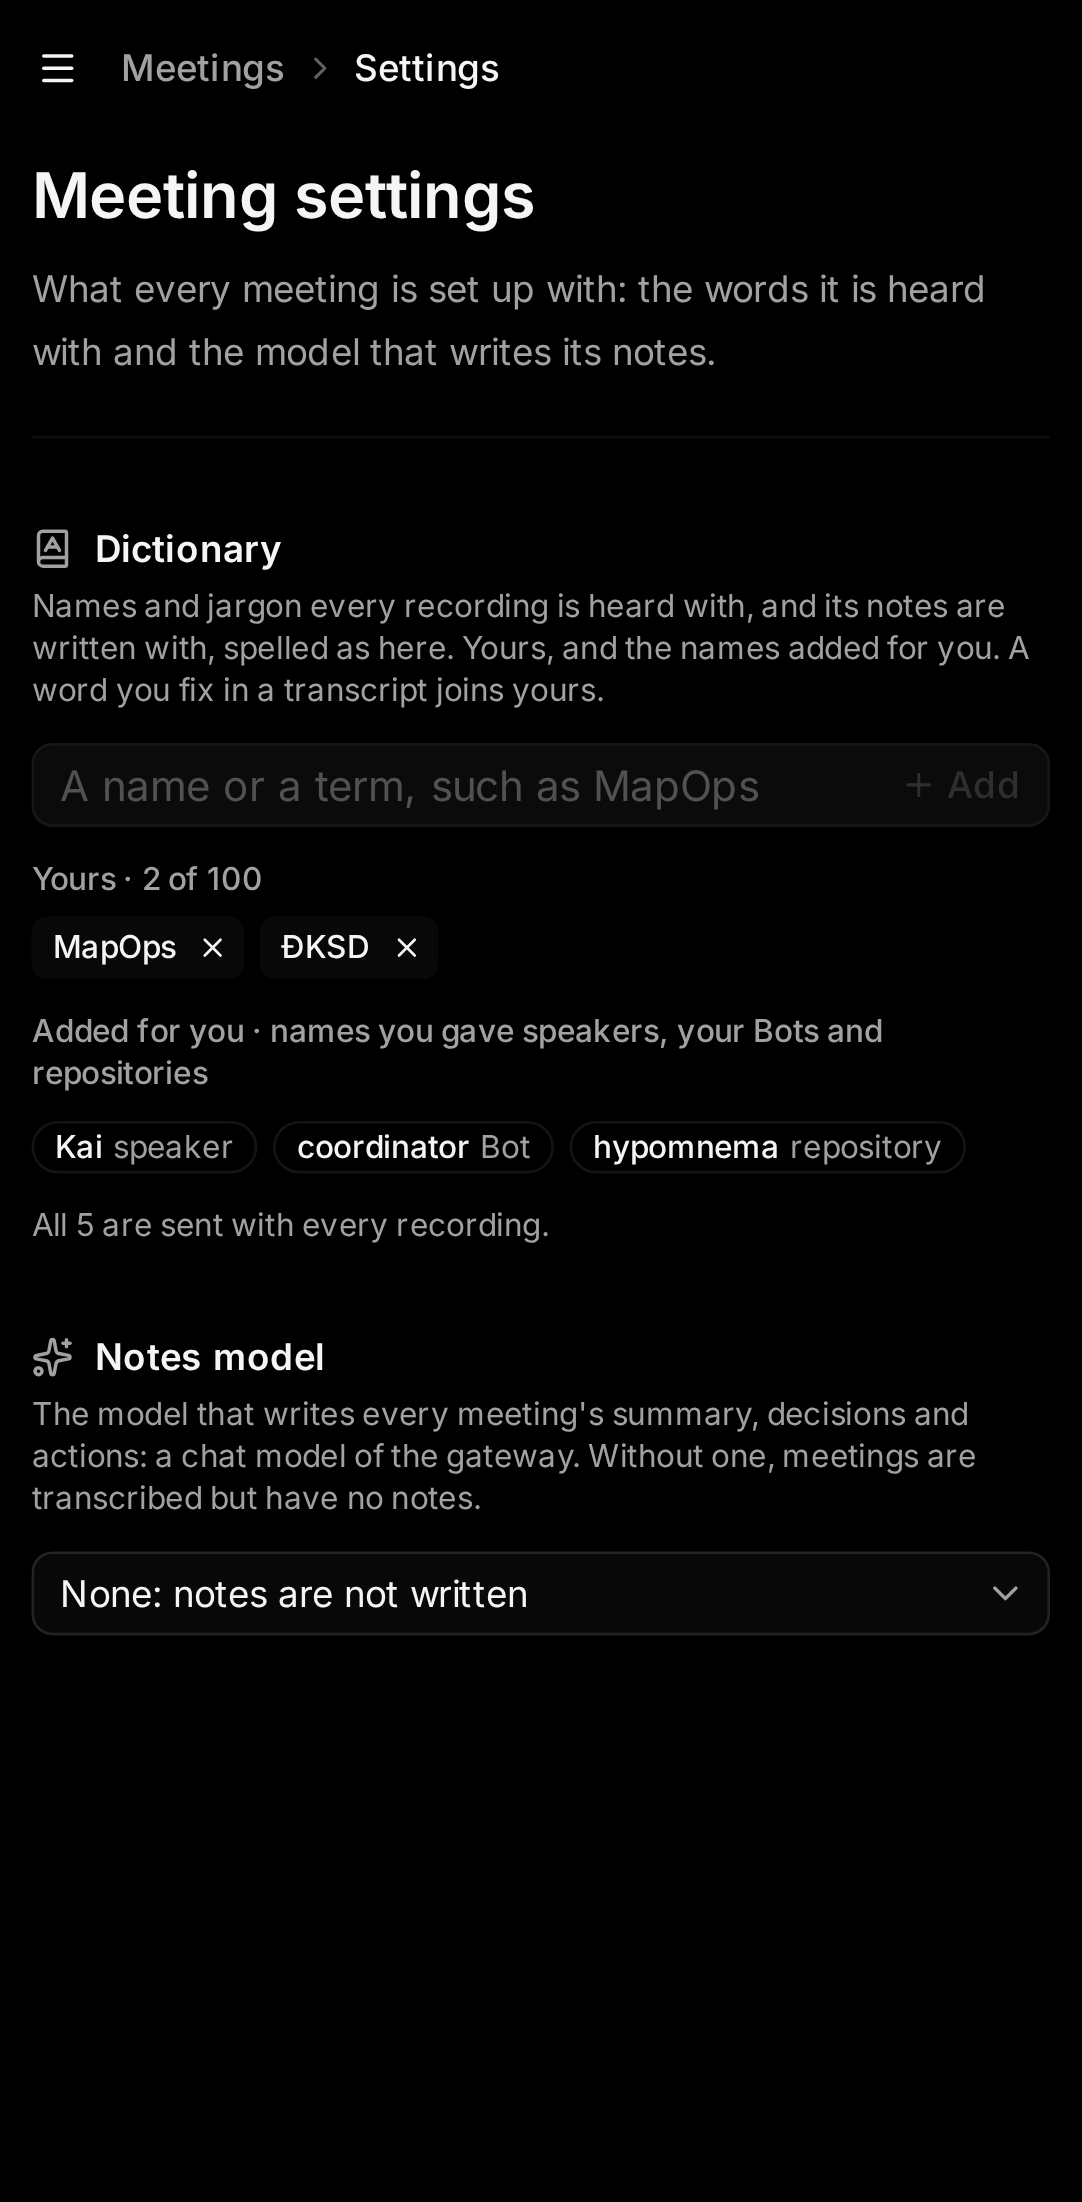 Meetings > Settings
Meeting settings
What every meeting is set up with: the words it is heard
with and the model that writes its notes.
Dictionary
Names and jargon every recording is heard with, and its notes are
written with, spelled as here. Yours, and the names added for you. A
word you fix in a transcript joins yours.
A name or a term, such as MapOps + Add
Yours · 2 of 100
MapOps × ĐKSD ×
Added for you · names you gave speakers, your Bots and
repositories
Kai speaker coordinator Bot hypomnema repository
All 5 are sent with every recording.
Notes model
The model that writes every meeting's summary, decisions and
actions: a chat model of the gateway. Without one, meetings are
transcribed but have no notes.
None: notes are not written